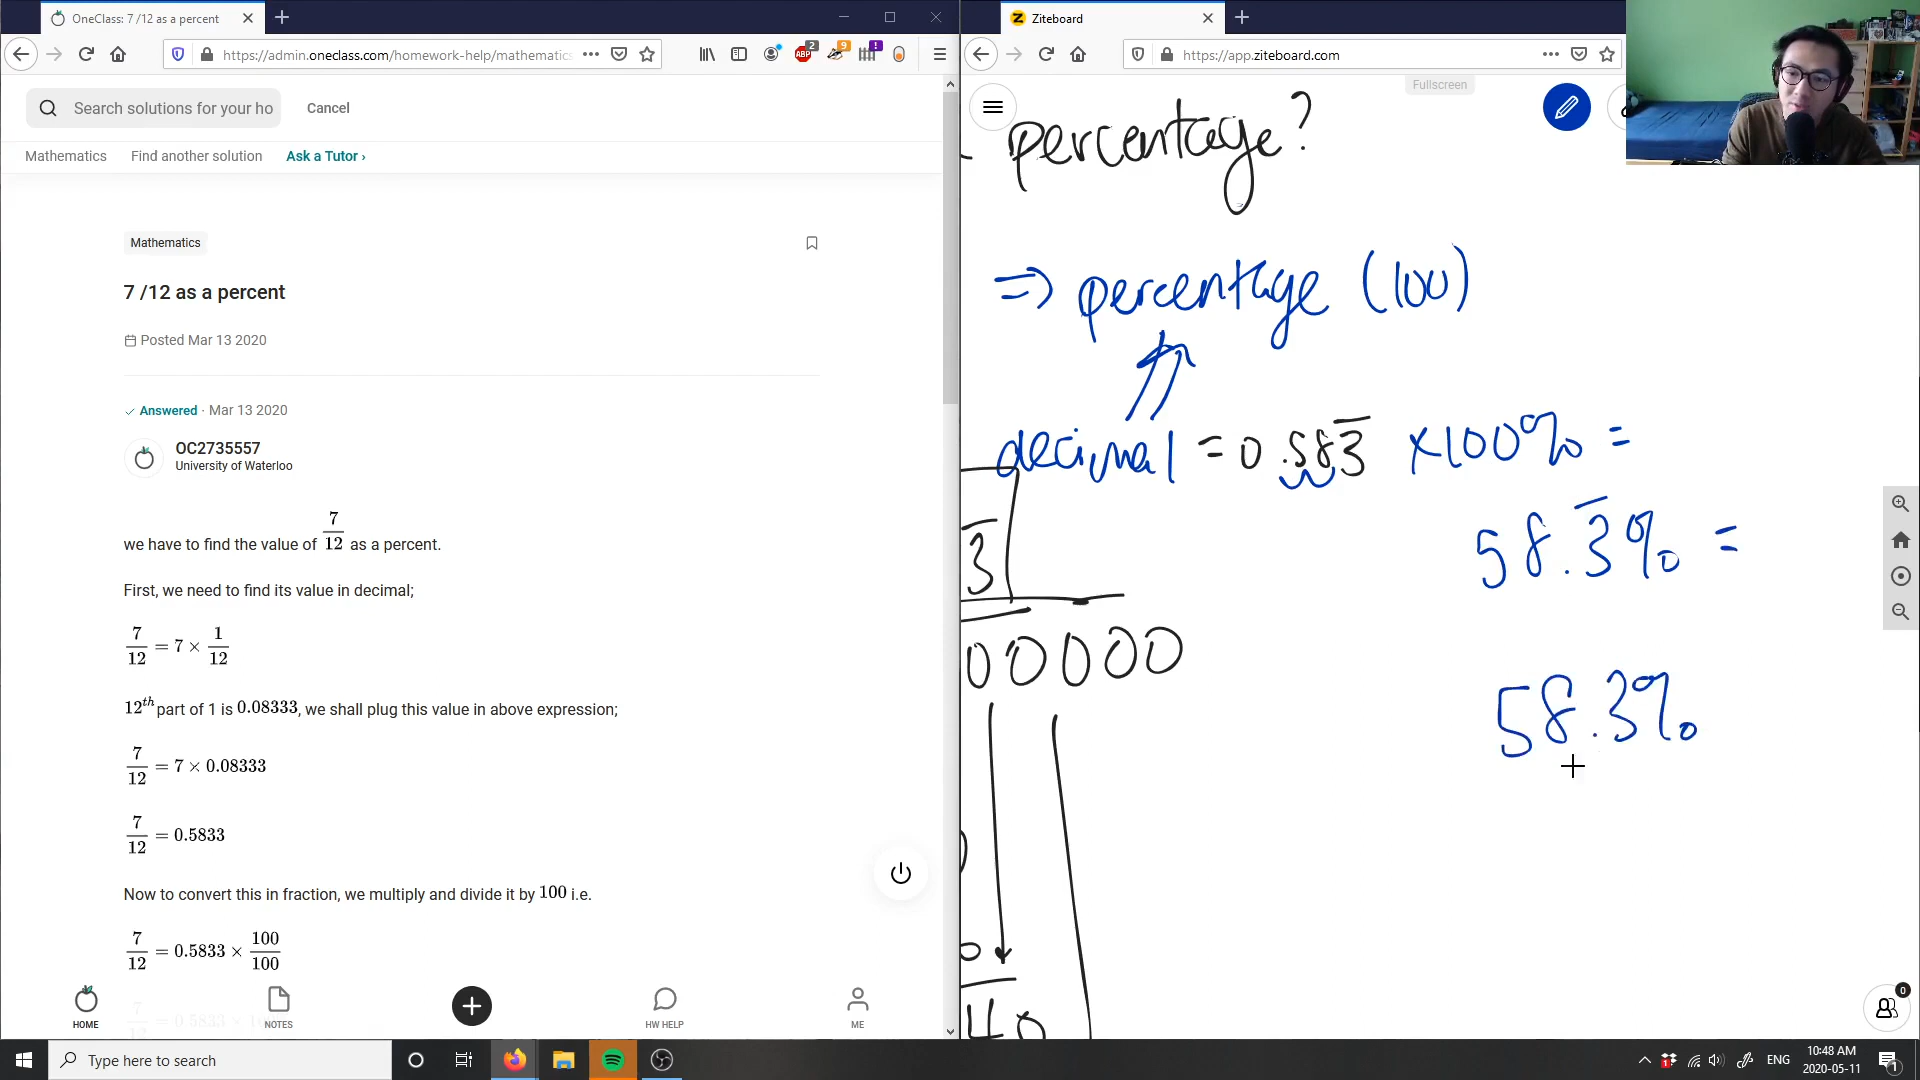 OneClass: 7 /12 as a percent
https://admin.oneclass.com/homework-help/mathematics
2
9
!
Search solutions for your ho
Cancel
Mathematics
Find another solution
Ask a Tutor ›
Mathematics
7 /12 as a percent
Posted Mar 13 2020
Answered · Mar 13 2020
OC2735557
University of Waterloo
we have to find the value of 7/12 as a percent.
First, we need to find its value in decimal;
7/12 = 7 × 1/12
12th part of 1 is 0.08333, we shall plug this value in above expression;
7/12 = 7 × 0.08333
7/12 = 0.5833
Now to convert this in fraction, we multiply and divide it by 100 i.e.
7/12 = 0.5833 × 100/100
HOME
NOTES
HW HELP
ME
Ziteboard
https://app.ziteboard.com
Fullscreen
percentage?
=> percentage (100)
decimal = 0.583̅ ×100% =
58.3̅% =
3̅
00000
58.3%
40
0
Type here to search
ENG
10:48 AM
2020-05-11
1